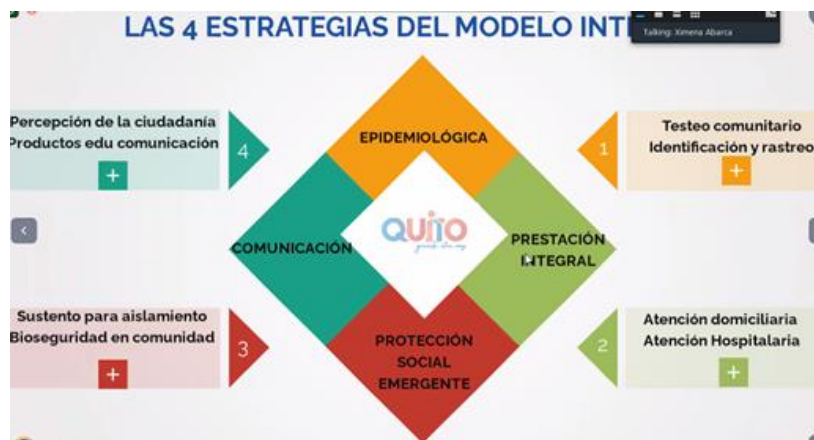 LAS 4 ESTRATEGIAS DEL MODELO
Talking: Ximena Abarca
Percepción de la ciudadanía
Productos edu comunicación
+
4
EPIDEMIOLÓGICA
1
Testeo comunitario
Identificación y rastreo
+
COMUNICACIÓN
QUITO
PRESTACIÓN
INTEGRAL
Sustento para aislamiento
Bioseguridad en comunidad
+
3
PROTECCIÓN
SOCIAL
EMERGENTE
2
Atención domiciliaria
Atención Hospitalaria
+